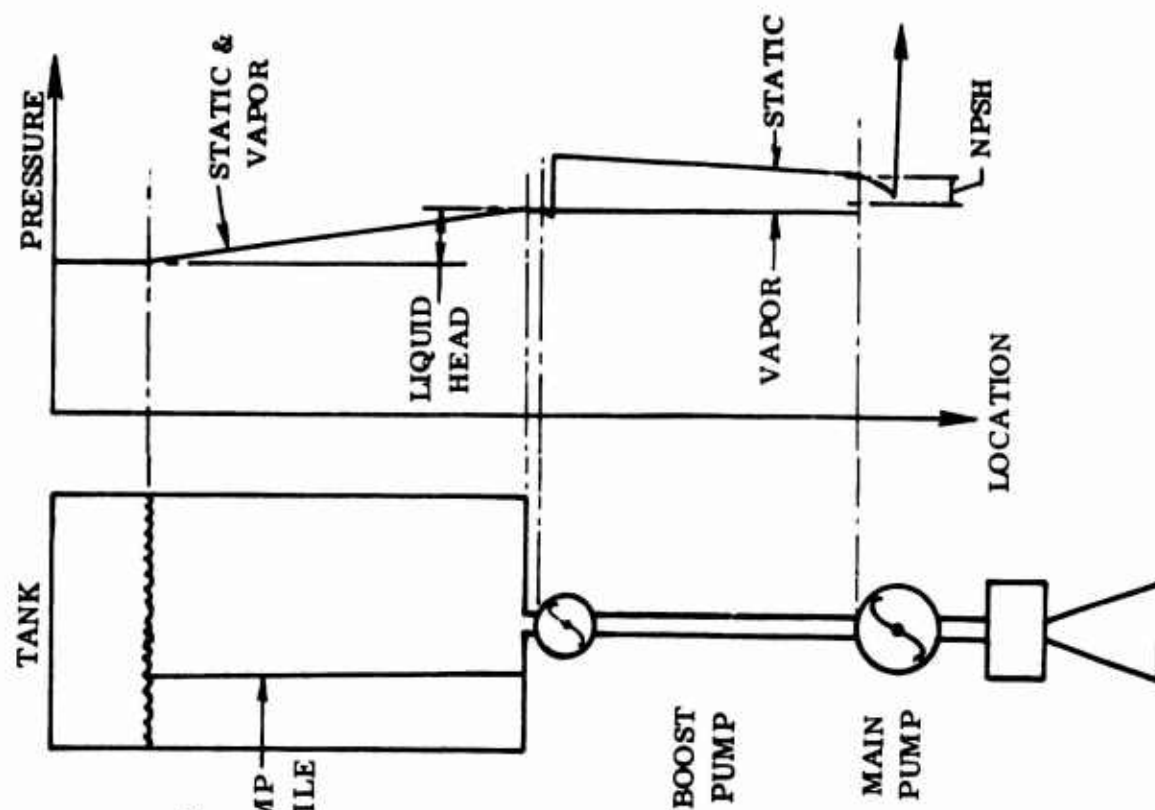 PRESSURE
STATIC &
VAPOR
STATIC
NPSH
LIQUID
HEAD
VAPOR
LOCATION
TANK
BOOST
PUMP
MAIN
PUMP